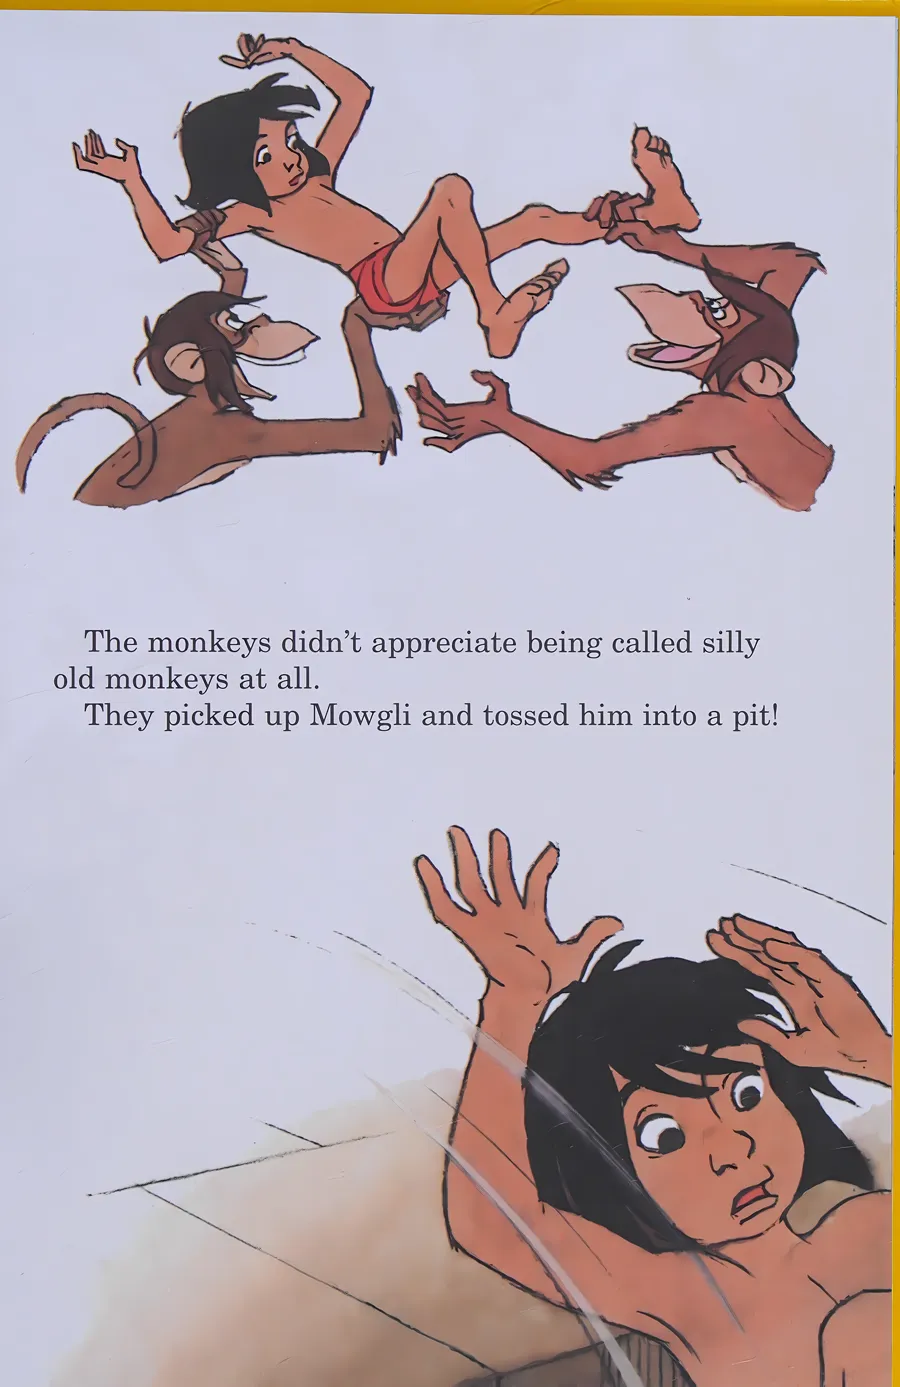 The monkeys didn't appreciate being called silly
old monkeys at all.
They picked up Mowgli and tossed him into a pit!